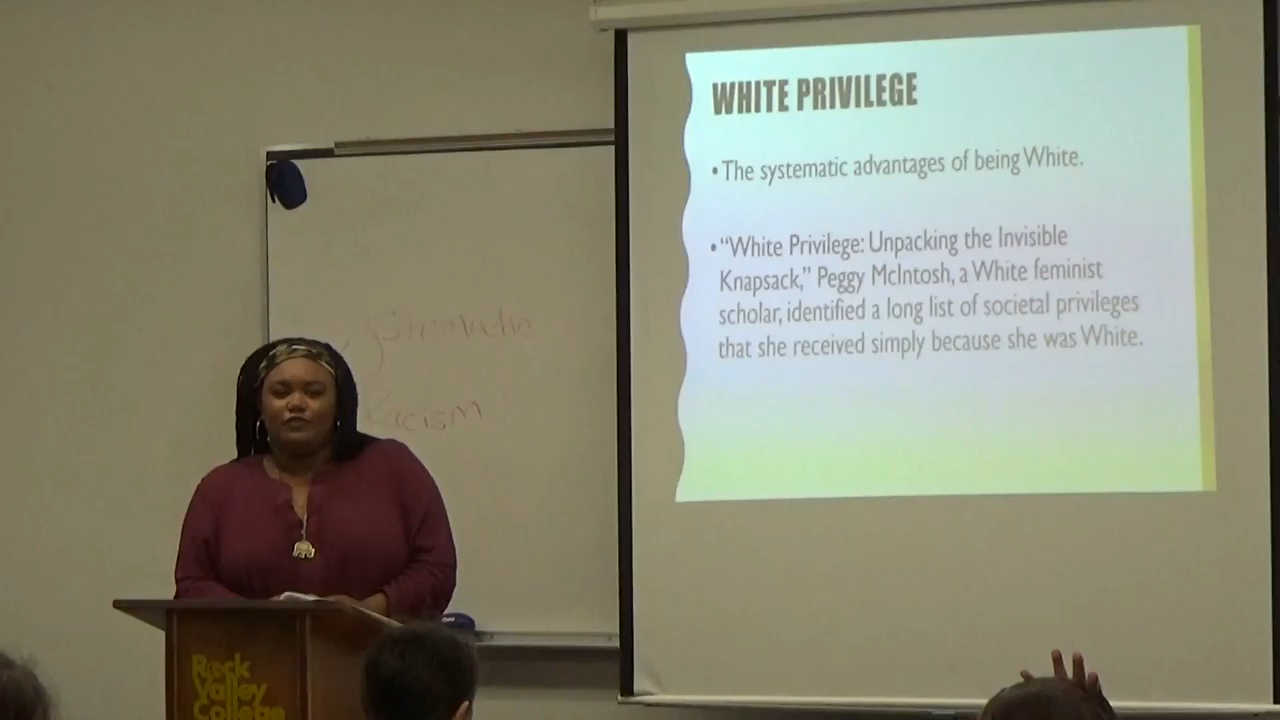 WHITE PRIVILEGE
• The systematic advantages of being White.
• “White Privilege: Unpacking the Invisible
Knapsack,” Peggy McIntosh, a White feminist
scholar, identified a long list of societal privileges
that she received simply because she was White.
Racism
Rock
Valley
College